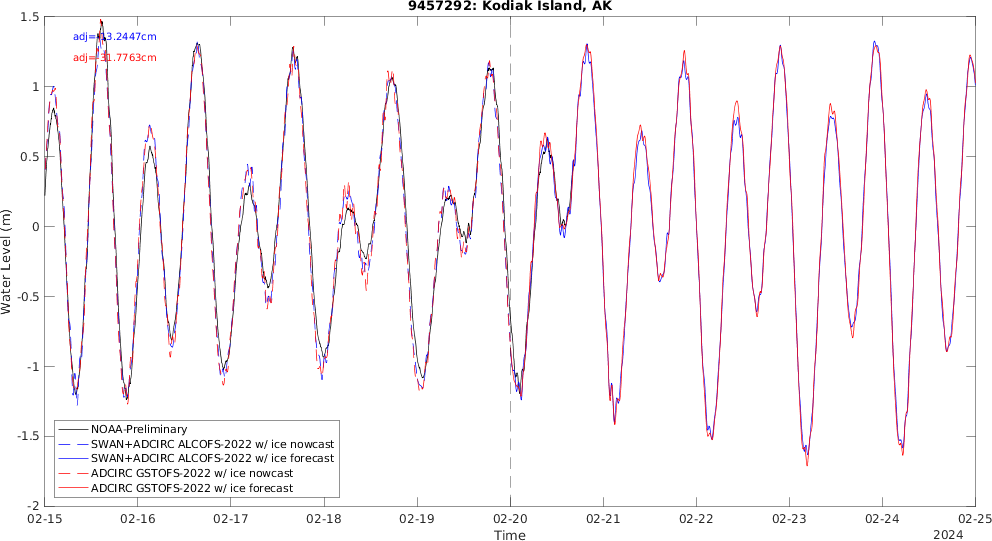 9457292: Kodiak Island, AK
1.5
1
0.5
0
-0.5
-1
-1.5
-2
Water Level (m)
adj=
adj=
NOAA-Preliminary
SWAN+ADCIRC ALCOFS-2022 w/ ice nowcast
SWAN+ADCIRC ALCOFS-2022 w/ ice forecast
ADCIRC GSTOFS-2022 w/ ice nowcast
ADCIRC GSTOFS-2022 w/ ice forecast
02-15 02-16 02-17 02-18 02-19 02-20 02-21 02-22 02-23 02-24 02-25
Time
2024